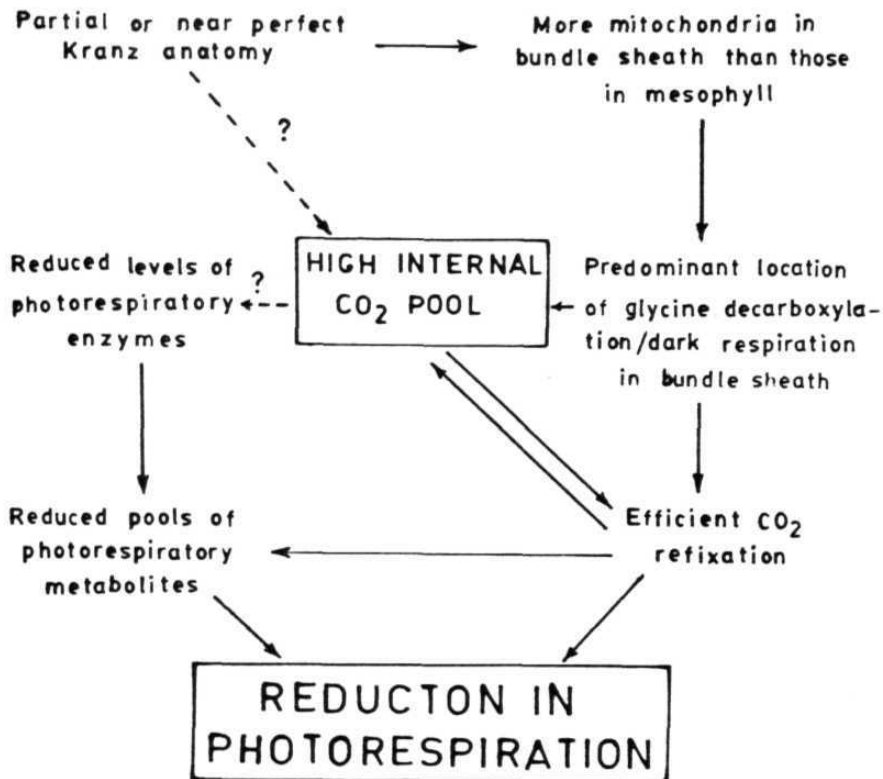 Partial or near perfect
Kranz anatomy
More mitochondria in
bundle sheath than those
in mesophyll
?
Reduced levels of
photorespiratory
enzymes
?
HIGH INTERNAL
CO₂ POOL
Predominant location
of glycine decarboxyla-
tion/dark respiration
in bundle sheath
Reduced pools of
photorespiratory
metabolites
Efficient CO₂
refixation
REDUCTON IN
PHOTORESPIRATION